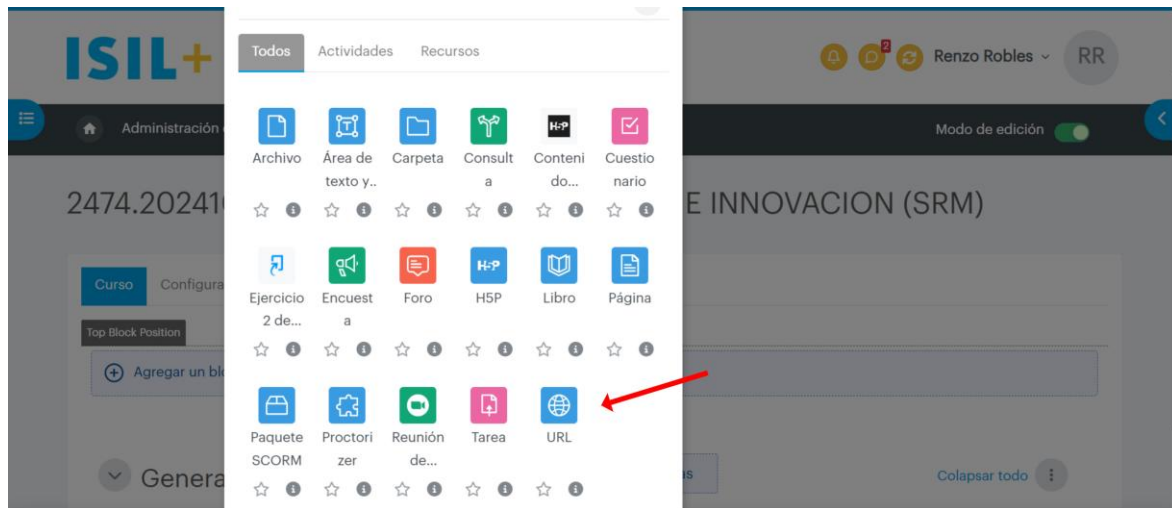 ISIL+
Todos Actividades Recursos
2
Renzo Robles
RR
Administración
Modo de edición
Archivo Área de texto y.. Carpeta Consult a Conteni do... Cuestio nario
2474.20241
E INNOVACION (SRM)
Curso Configura
Ejercicio 2 de... Encuest a Foro H5P Libro Página
Top Block Position
Agregar un bl
Paquete SCORM Proctori zer Reunión de... Tarea URL
Genera
as
Colapsar todo